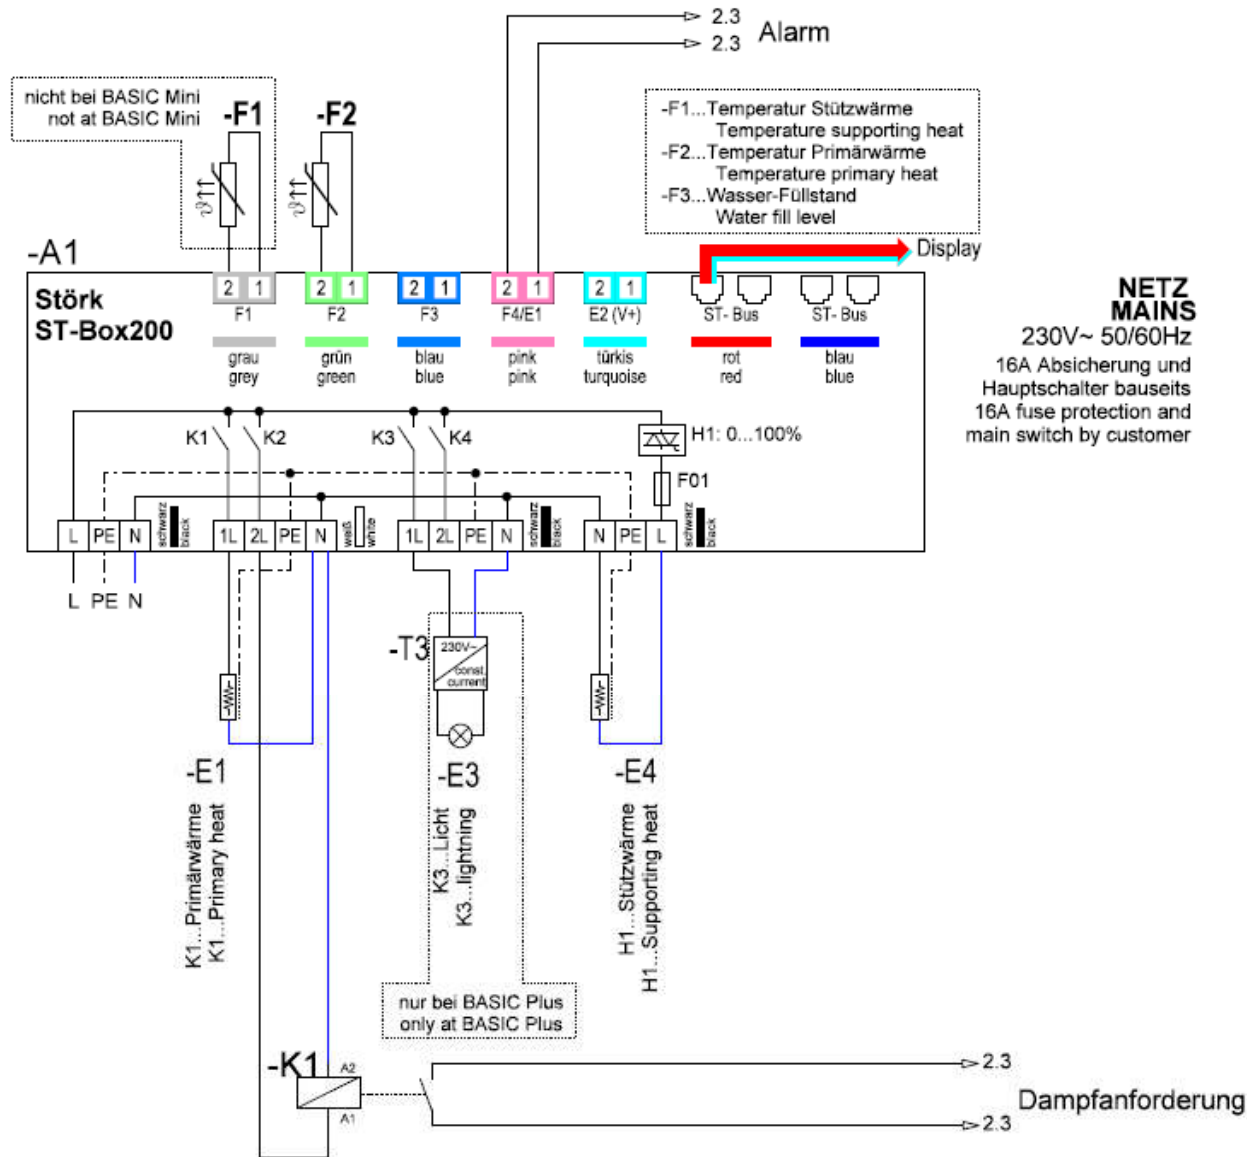 2.3
2.3
Alarm
nicht bei BASIC Mini
not at BASIC Mini
-F1
-F2
ϑ↑↑
ϑ↑↑
-F1...Temperatur Stützwärme
Temperature supporting heat
-F2...Temperatur Primärwärme
Temperature primary heat
-F3...Wasser-Füllstand
Water fill level
Display
-A1
Störk
ST-Box200
2 1
2 1
2 1
2 1
2 1
F1
F2
F3
F4/E1
E2 (V+)
ST- Bus
ST- Bus
grau
grey
grün
green
blau
blue
pink
pink
türkis
turquoise
rot
red
blau
blue
NETZ
MAINS
230V~ 50/60Hz
16A Absicherung und
Hauptschalter bauseits
16A fuse protection and
main switch by customer
K1
K2
K3
K4
H1: 0...100%
F01
L PE N
schwarz
black
1L 2L PE N
weiß
white
1L 2L PE N
schwarz
black
N PE L
schwarz
black
L PE N
-T3
230V~
const.
current
-E1
K1...Primärwärme
K1...Primary heat
-E3
K3...Licht
K3...lightning
-E4
H1...Stützwärme
H1...Supporting heat
nur bei BASIC Plus
only at BASIC Plus
-K1
A2
A1
2.3
Dampfanforderung
2.3